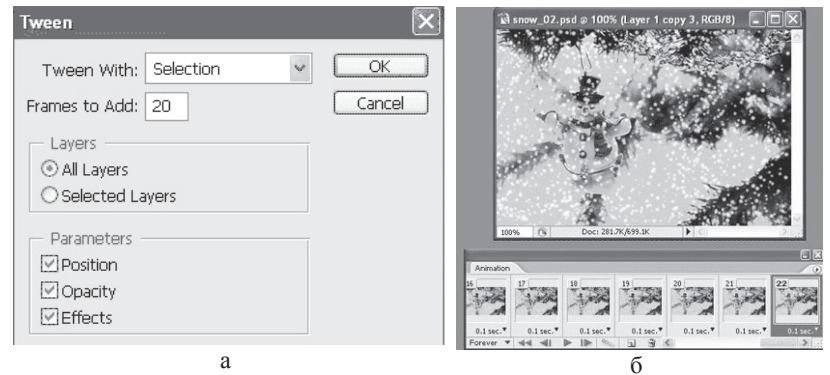 Tween
Tween With: Selection
OK
Frames to Add: 20
Cancel
Layers
All Layers
Selected Layers
Parameters
Position
Opacity
Effects
а
snow_02.psd @ 100% (Layer 1 copy 3, RGB/8)
100%
Doc: 281.7K/699.1K
Animation
16 17 18 19 20 21 22
0.1 sec. 0.1 sec. 0.1 sec. 0.1 sec. 0.1 sec. 0.1 sec. 0.1 sec.
Forever
б